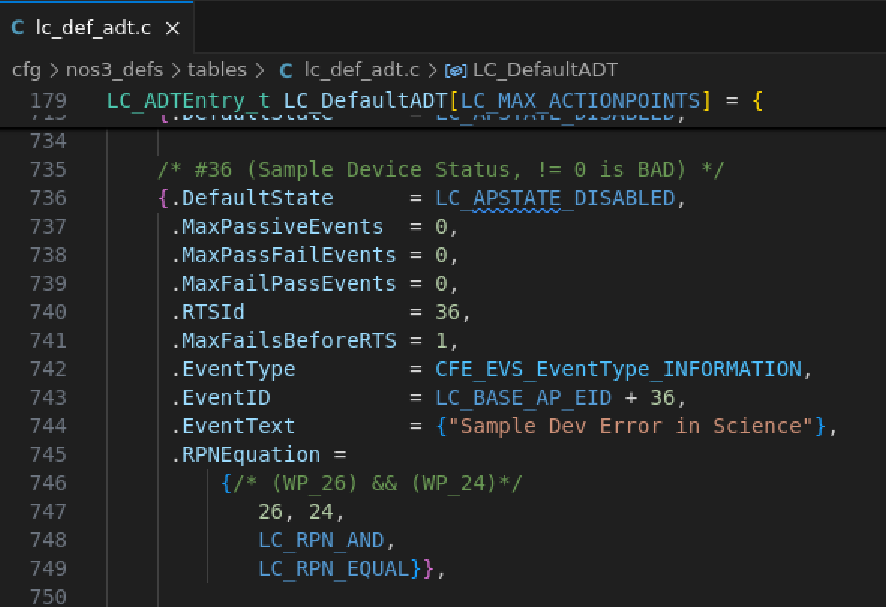 C lc_def_adt.c ×
cfg > nos3_defs > tables > C lc_def_adt.c > LC_DefaultADT
179 LC_ADTEntry_t LC_DefaultADT[LC_MAX_ACTIONPOINTS] = {
713 {.DefaultState = LC_APSTATE_DISABLED,
734
735 /* #36 (Sample Device Status, != 0 is BAD) */
736 {.DefaultState = LC_APSTATE_DISABLED,
737 .MaxPassiveEvents = 0,
738 .MaxPassFailEvents = 0,
739 .MaxFailPassEvents = 0,
740 .RTSId = 36,
741 .MaxFailsBeforeRTS = 1,
742 .EventType = CFE_EVS_EventType_INFORMATION,
743 .EventID = LC_BASE_AP_EID + 36,
744 .EventText = {"Sample Dev Error in Science"},
745 .RPNEquation =
746 {/* (WP_26) && (WP_24)*/
747 26, 24,
748 LC_RPN_AND,
749 LC_RPN_EQUAL}},
750